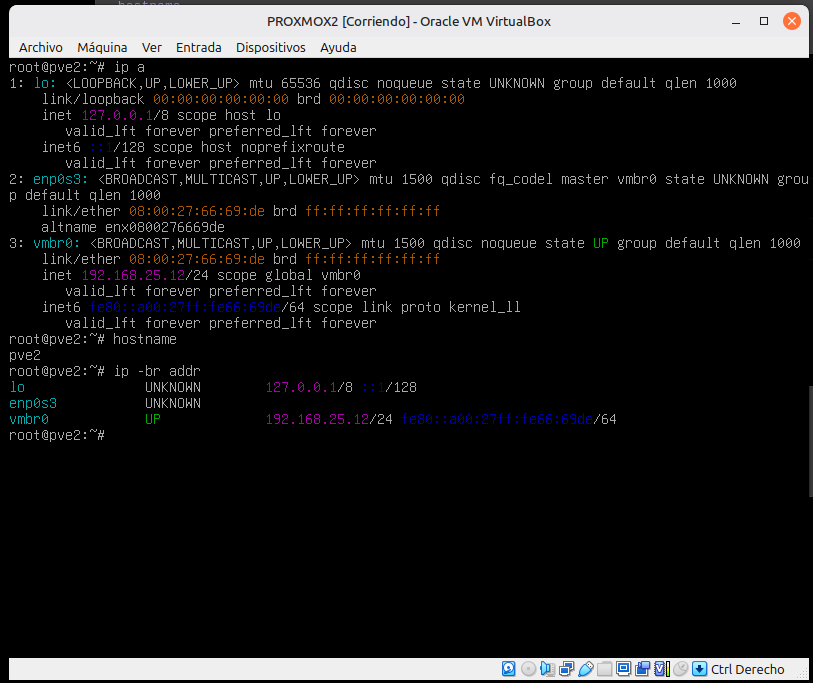 PROXMOX2 [Corriendo] - Oracle VM VirtualBox
Archivo Máquina Ver Entrada Dispositivos Ayuda
root@pve2:~# ip a
1: lo: <LOOPBACK,UP,LOWER_UP> mtu 65536 qdisc noqueue state UNKNOWN group default qlen 1000
    link/loopback 00:00:00:00:00:00 brd 00:00:00:00:00:00
    inet 127.0.0.1/8 scope host lo
       valid_lft forever preferred_lft forever
    inet6 ::1/128 scope host noprefixroute
       valid_lft forever preferred_lft forever
2: enp0s3: <BROADCAST,MULTICAST,UP,LOWER_UP> mtu 1500 qdisc fq_codel master vmbr0 state UNKNOWN grou
p default qlen 1000
    link/ether 08:00:27:66:69:de brd ff:ff:ff:ff:ff:ff
    altname enx0800276669de
3: vmbr0: <BROADCAST,MULTICAST,UP,LOWER_UP> mtu 1500 qdisc noqueue state UP group default qlen 1000
    link/ether 08:00:27:66:69:de brd ff:ff:ff:ff:ff:ff
    inet 192.168.25.12/24 scope global vmbr0
       valid_lft forever preferred_lft forever
    inet6 fe80::a00:27ff:fe66:69de/64 scope link proto kernel_ll
       valid_lft forever preferred_lft forever
root@pve2:~# hostname
pve2
root@pve2:~# ip -br addr
lo               UNKNOWN        127.0.0.1/8 ::1/128
enp0s3           UNKNOWN
vmbr0            UP             192.168.25.12/24 fe80::a00:27ff:fe66:69de/64
root@pve2:~#
Ctrl Derecho